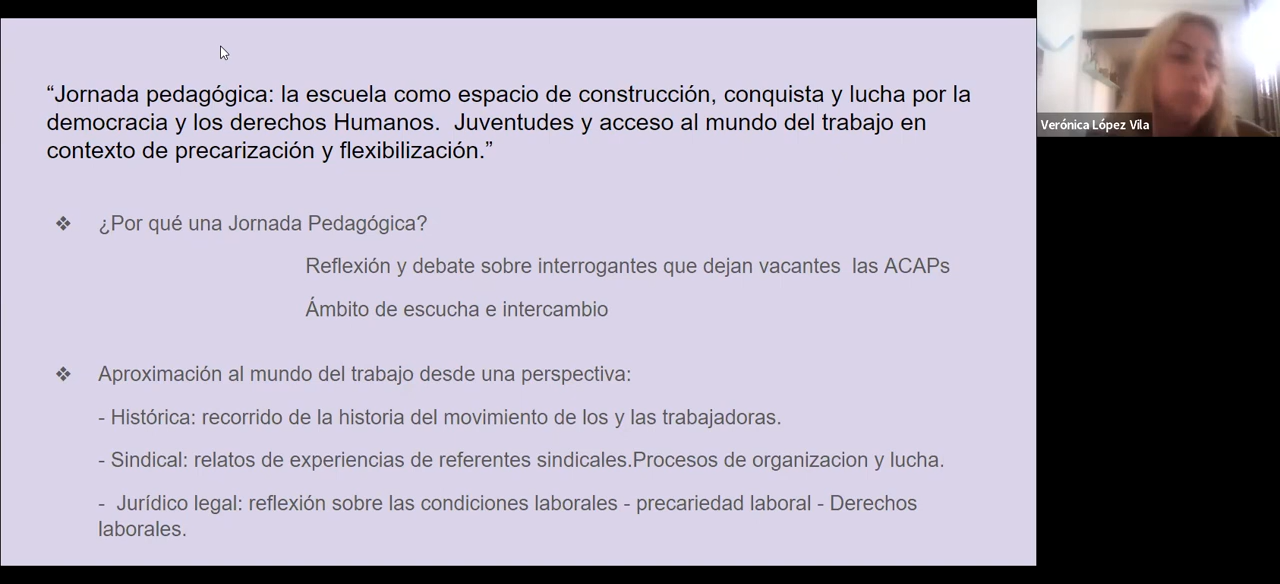 “Jornada pedagógica: la escuela como espacio de construcción, conquista y lucha por la
democracia y los derechos Humanos.  Juventudes y acceso al mundo del trabajo en
contexto de precarización y flexibilización.”
❖ ¿Por qué una Jornada Pedagógica?
Reflexión y debate sobre interrogantes que dejan vacantes  las ACAPs
Ámbito de escucha e intercambio
❖ Aproximación al mundo del trabajo desde una perspectiva:
- Histórica: recorrido de la historia del movimiento de los y las trabajadoras.
- Sindical: relatos de experiencias de referentes sindicales.Procesos de organizacion y lucha.
-  Jurídico legal: reflexión sobre las condiciones laborales - precariedad laboral - Derechos
laborales.
Verónica López Vila